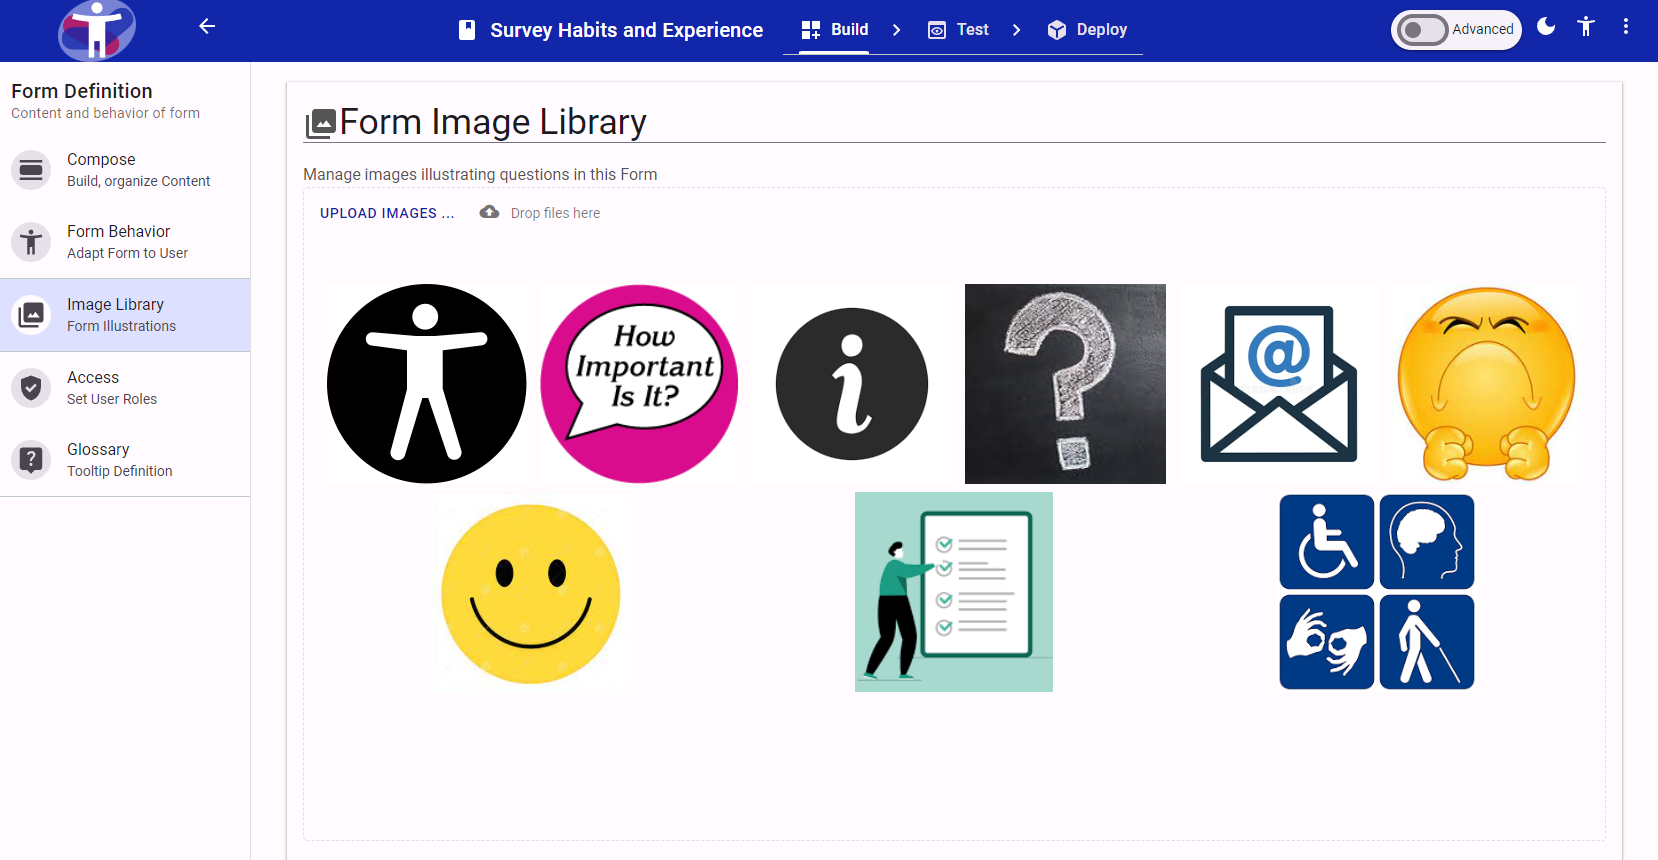 Survey Habits and Experience
Build
Test
Deploy
Advanced
Form Definition
Content and behavior of form
Compose
Build, organize Content
Form Behavior
Adapt Form to User
Image Library
Form Illustrations
Access
Set User Roles
Glossary
Tooltip Definition
Form Image Library
Manage images illustrating questions in this Form
UPLOAD IMAGES ...
Drop files here
How
Important
Is It?
i
?
@